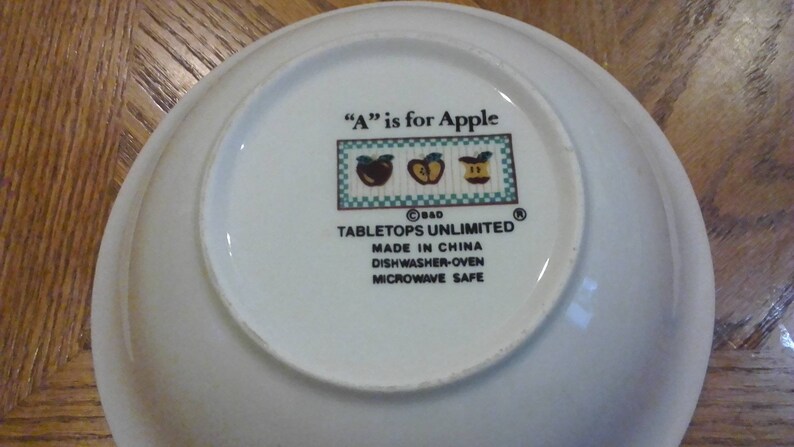 “A” is for Apple
© B&D
TABLETOPS UNLIMITED®
MADE IN CHINA
DISHWASHER-OVEN
MICROWAVE SAFE